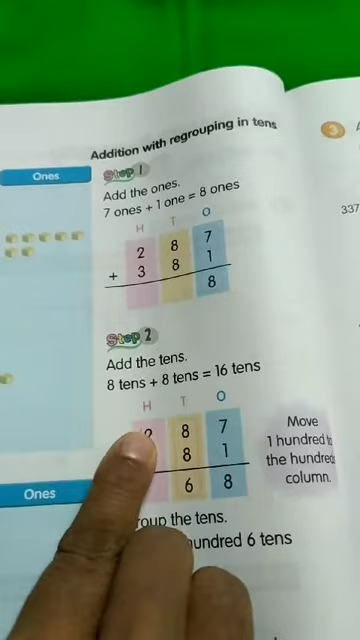 Addition with regrouping in tens
3
Ones
Step 1
Add the ones.
7 ones + 1 one = 8 ones
H T O
2 8 7
+ 3 8 1
8
337
Step 2
Add the tens.
8 tens + 8 tens = 16 tens
H T O
8 7
8 1
6 8
Move
1 hundred to
the hundreds
column.
Ones
the tens.
6 tens